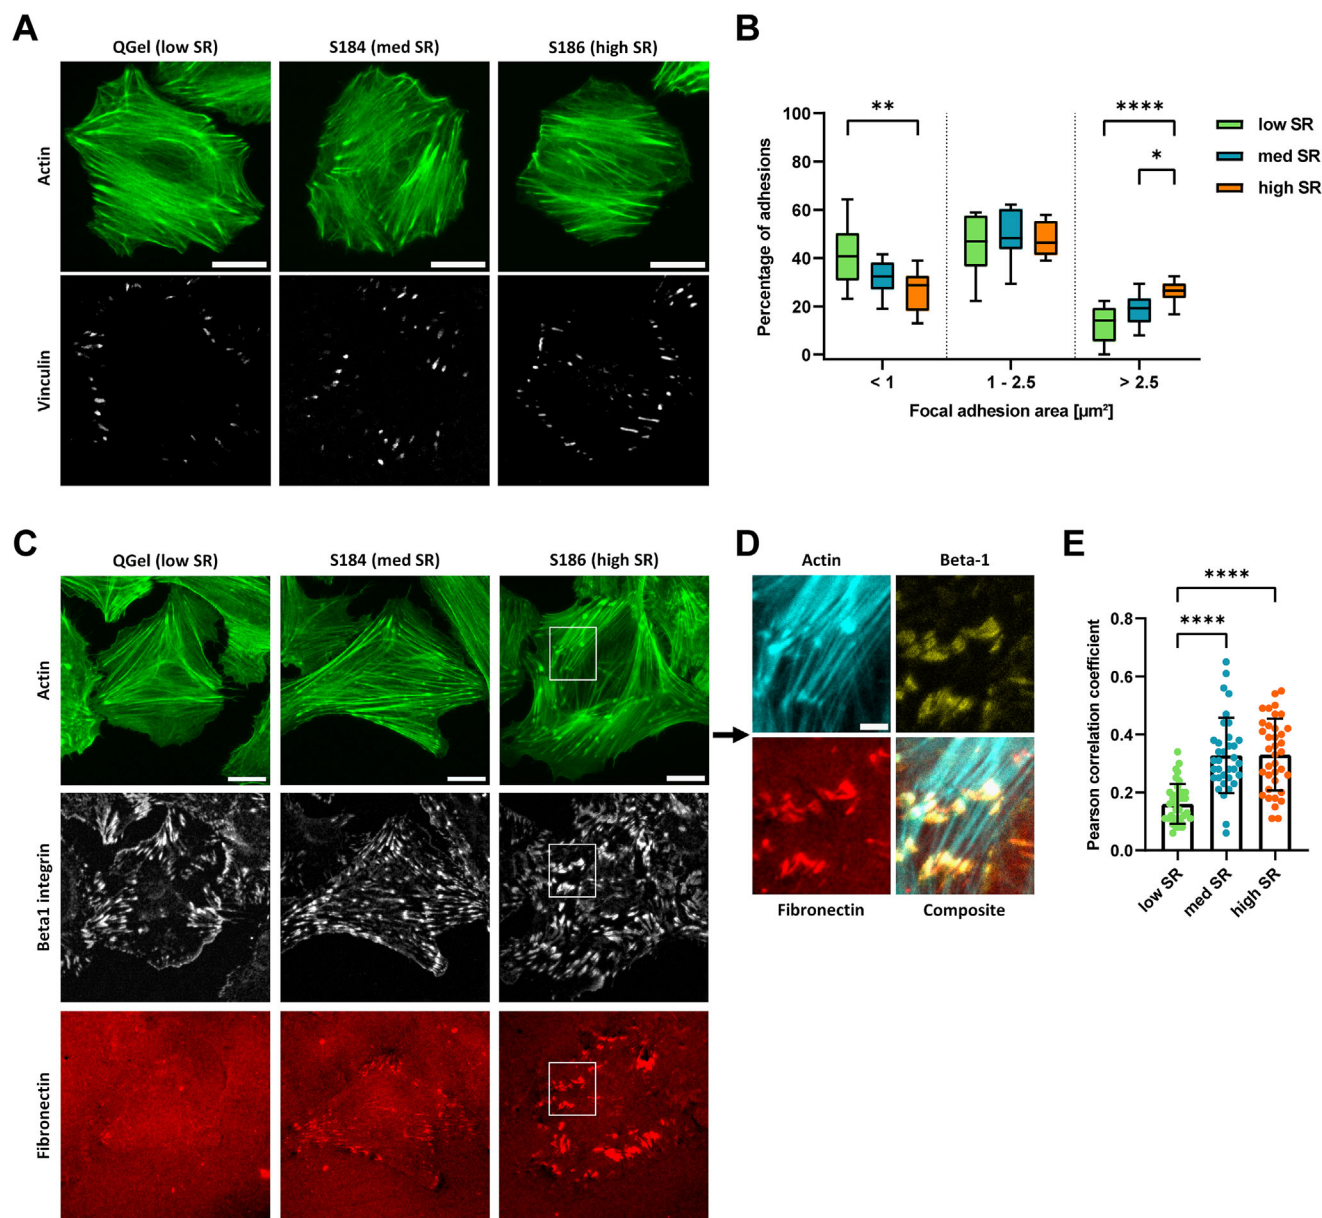 A
QGel (low SR)
S184 (med SR)
S186 (high SR)
Actin
Vinculin
B
Percentage of adhesions
100
80
60
40
20
0
**
****
*
< 1
1 - 2.5
> 2.5
Focal adhesion area [µm²]
low SR
med SR
high SR
C
QGel (low SR)
S184 (med SR)
S186 (high SR)
Actin
Beta1 integrin
Fibronectin
D
Actin
Beta-1
Fibronectin
Composite
E
Pearson correlation coefficient
0.8
0.6
0.4
0.2
0.0
****
****
low SR
med SR
high SR